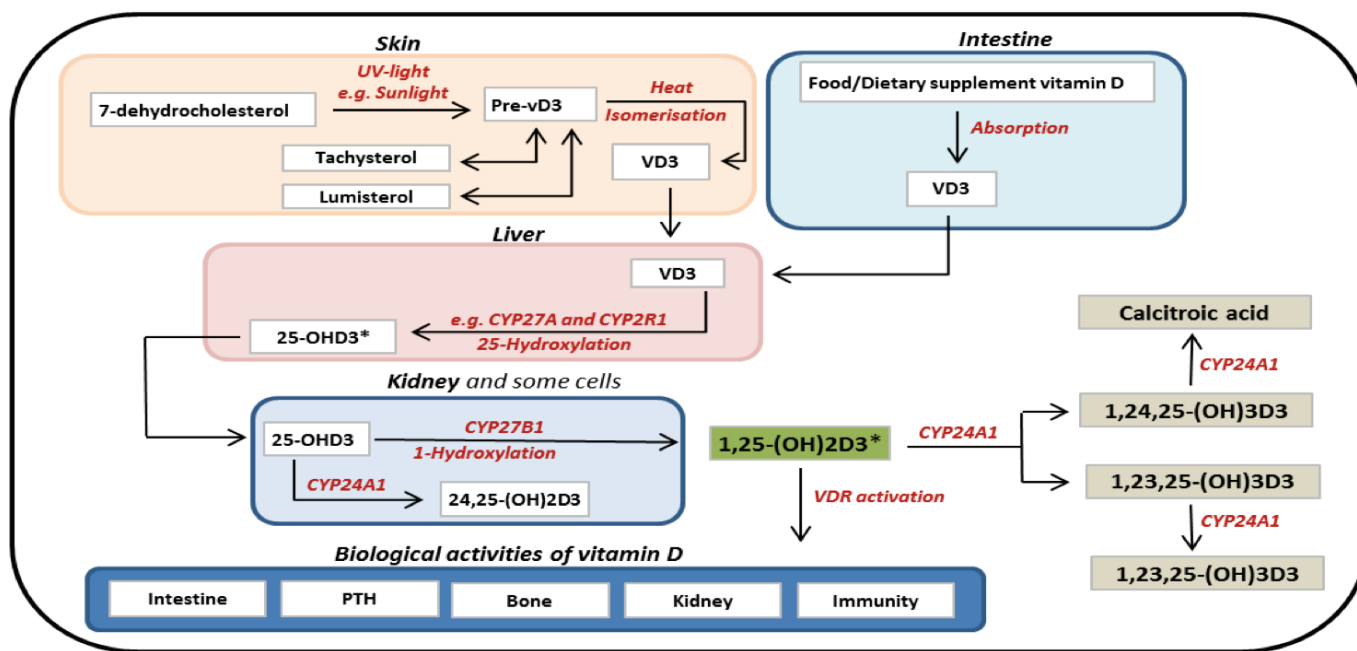 Skin
Intestine
UV-light
e.g. Sunlight
7-dehydrocholesterol
Pre-vD3
Heat
Isomerisation
Tachysterol
Lumisterol
VD3
Food/Dietary supplement vitamin D
Absorption
VD3
Liver
VD3
e.g. CYP27A and CYP2R1
25-Hydroxylation
25-OHD3*
Kidney and some cells
25-OHD3
CYP27B1
1-Hydroxylation
CYP24A1
24,25-(OH)2D3
1,25-(OH)2D3*
VDR activation
CYP24A1
Calcitroic acid
CYP24A1
1,24,25-(OH)3D3
1,23,25-(OH)3D3
CYP24A1
1,23,25-(OH)3D3
Biological activities of vitamin D
Intestine
PTH
Bone
Kidney
Immunity